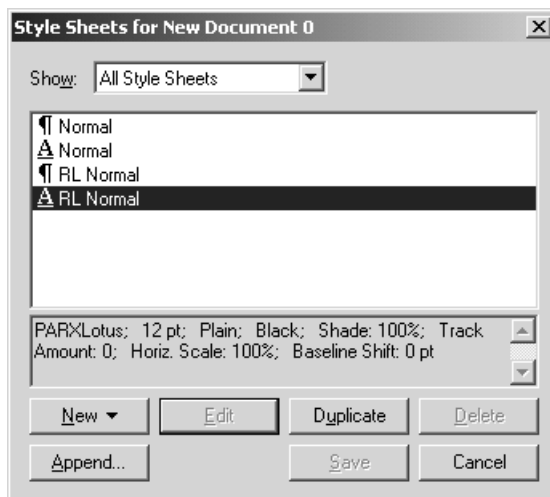 Style Sheets for New Document 0
Show: All Style Sheets
¶ Normal
A Normal
¶ RL Normal
A RL Normal
PARXLotus; 12 pt; Plain; Black; Shade: 100%; Track
Amount: 0; Horiz. Scale: 100%; Baseline Shift: 0 pt
New Edit Duplicate Delete
Append... Save Cancel